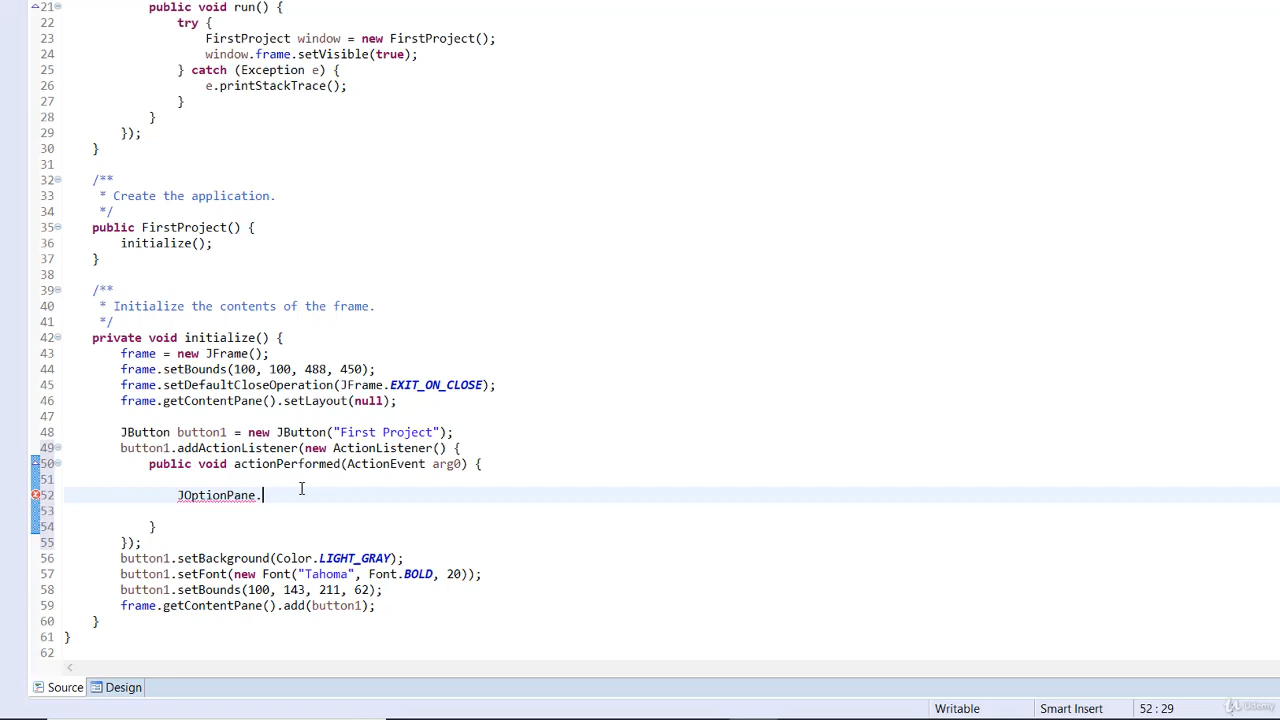 21 public void run() {
22 try {
23 FirstProject window = new FirstProject();
24 window.frame.setVisible(true);
25 } catch (Exception e) {
26 e.printStackTrace();
27 }
28 }
29 });
30 }
31
32 /**
33 * Create the application.
34 */
35 public FirstProject() {
36 initialize();
37 }
38
39 /**
40 * Initialize the contents of the frame.
41 */
42 private void initialize() {
43 frame = new JFrame();
44 frame.setBounds(100, 100, 488, 450);
45 frame.setDefaultCloseOperation(JFrame.EXIT_ON_CLOSE);
46 frame.getContentPane().setLayout(null);
47
48 JButton button1 = new JButton("First Project");
49 button1.addActionListener(new ActionListener() {
50 public void actionPerformed(ActionEvent arg0) {
51
52 JOptionPane.
53
54 }
55 });
56 button1.setBackground(Color.LIGHT_GRAY);
57 button1.setFont(new Font("Tahoma", Font.BOLD, 20));
58 button1.setBounds(100, 143, 211, 62);
59 frame.getContentPane().add(button1);
60 }
61 }
62
Source Design
Writable Smart Insert 52 : 29 Udemy